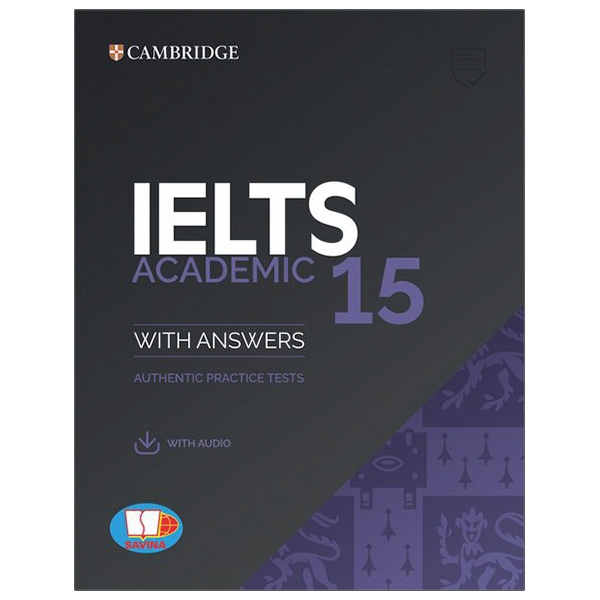 CAMBRIDGE
IELTS
ACADEMIC 15
WITH ANSWERS
AUTHENTIC PRACTICE TESTS
WITH AUDIO
SAVINA